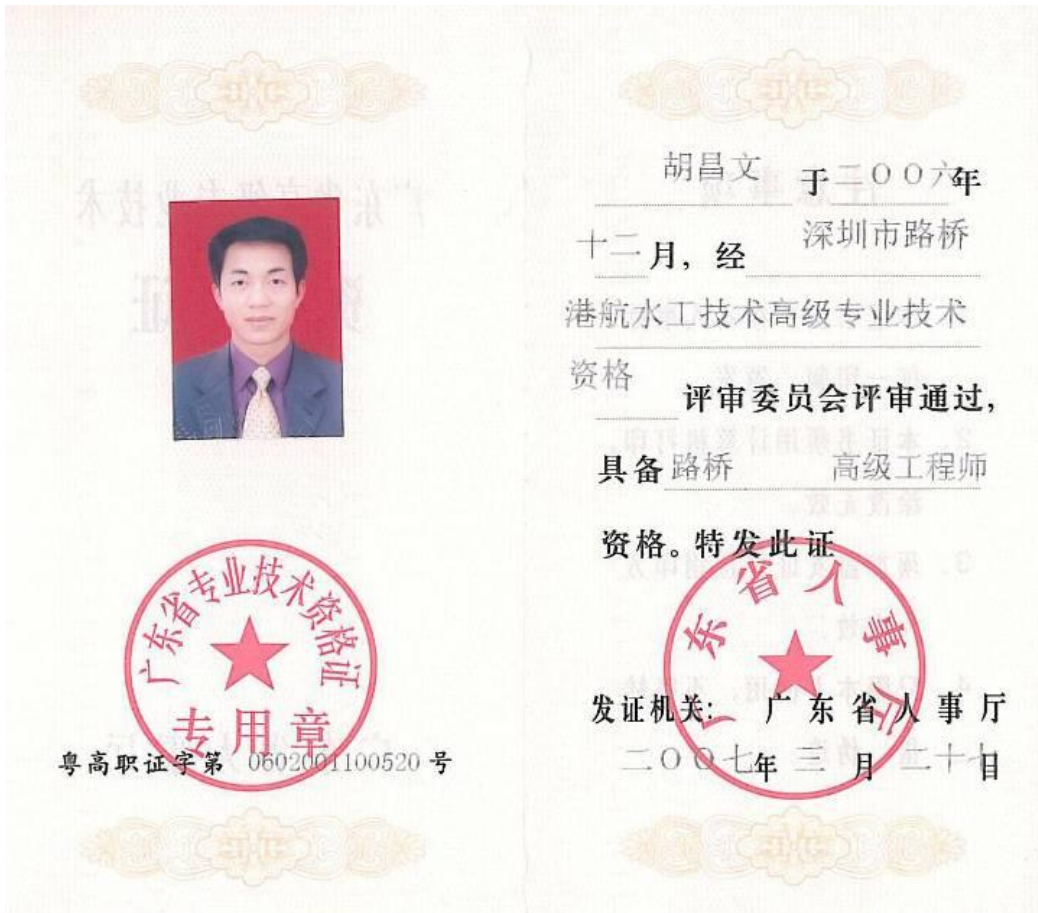 广东省专业技术资格证
专用章
粤高职证字第 0602001100520 号
胡昌文 于二〇〇六年
十二月，经 深圳市路桥
港航水工技术高级专业技术
资格 评审委员会评审通过，
具备 路桥 高级工程师
资格。特发此证
广东省人事厅
发证机关： 广东省人事厅
二〇〇七年 三 月 二十七日